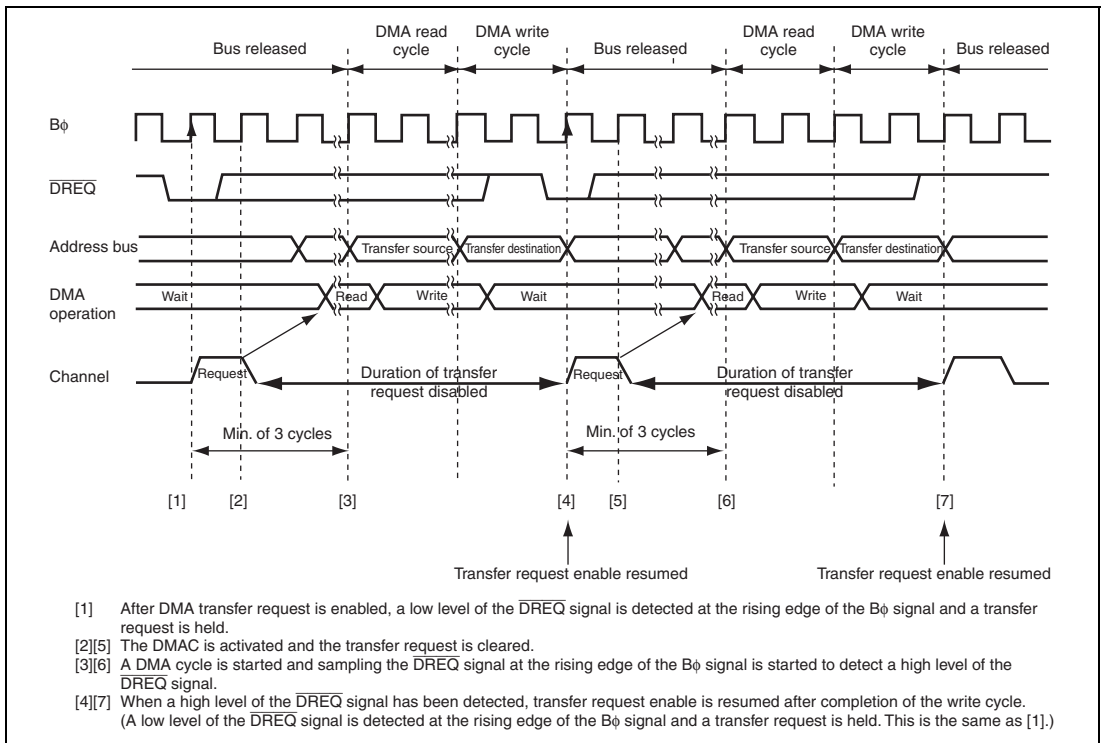 Bus released DMA read cycle DMA write cycle Bus released DMA read cycle DMA write cycle Bus released
Bϕ
DREQ
Address bus Transfer source Transfer destination Transfer source Transfer destination
DMA operation Wait Read Write Wait Read Write Wait
Channel Request Duration of transfer request disabled Request Duration of transfer request disabled
Min. of 3 cycles Min. of 3 cycles
[1] [2] [3] [4] [5] [6] [7]
Transfer request enable resumed Transfer request enable resumed
[1] After DMA transfer request is enabled, a low level of the DREQ signal is detected at the rising edge of the Bϕ signal and a transfer
request is held.
[2][5] The DMAC is activated and the transfer request is cleared.
[3][6] A DMA cycle is started and sampling the DREQ signal at the rising edge of the Bϕ signal is started to detect a high level of the
DREQ signal.
[4][7] When a high level of the DREQ signal has been detected, transfer request enable is resumed after completion of the write cycle.
(A low level of the DREQ signal is detected at the rising edge of the Bϕ signal and a transfer request is held. This is the same as [1].)